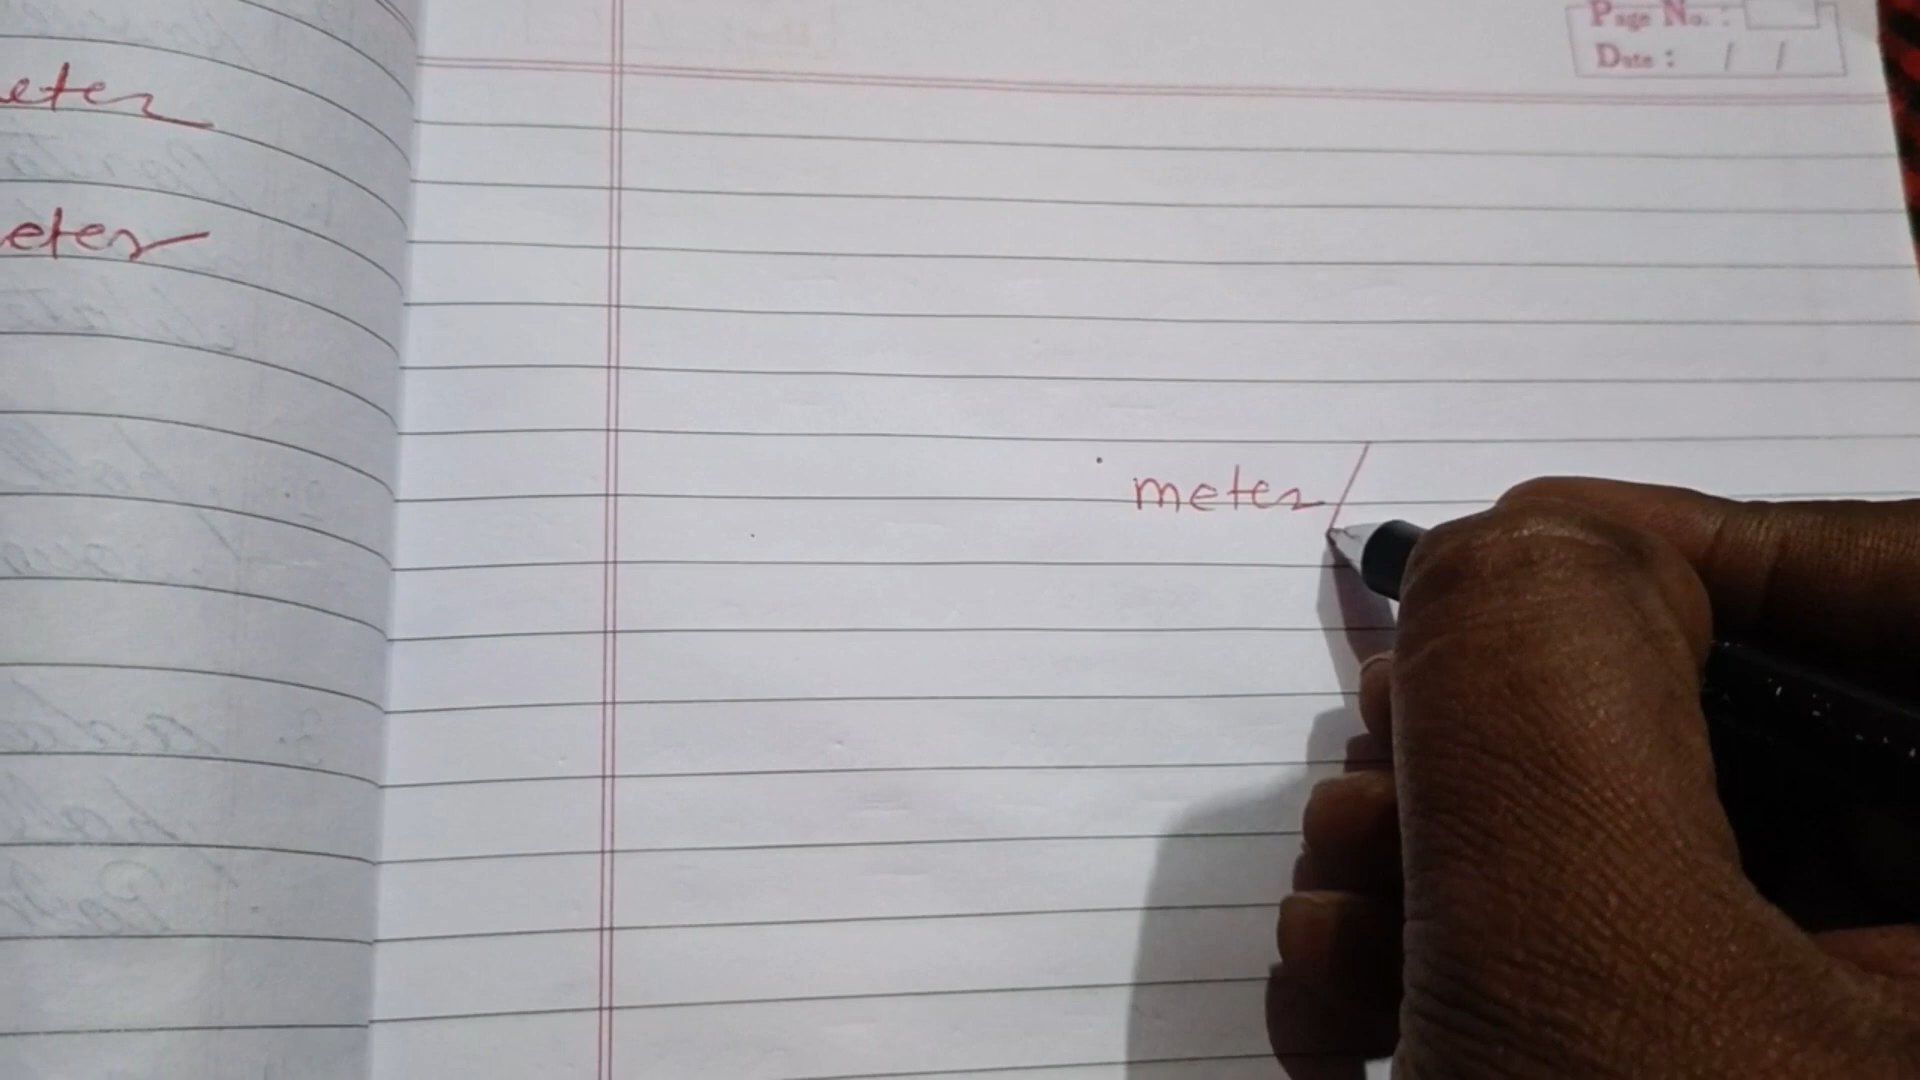 eter
eter
Page No. :
Date : / /
meter/